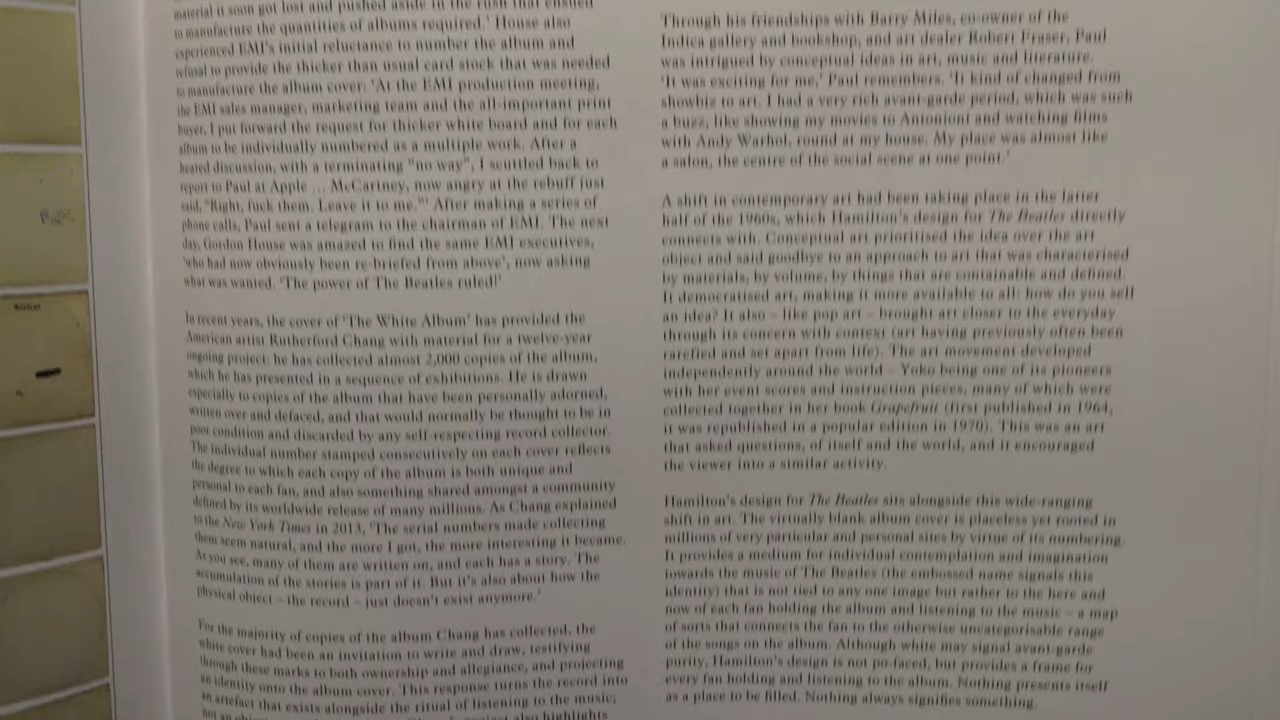 material it soon got lost and pushed aside in the rush that ensued
to manufacture the quantities of albums required.' House also
experienced EMI's initial reluctance to number the album and
refusal to provide the thicker than usual card stock that was needed
to manufacture the album cover: 'At the EMI production meeting,
the EMI sales manager, marketing team and the all-important print
buyer, I put forward the request for thicker white board and for each
album to be individually numbered as a multiple work. After a
heated discussion, with a terminating "no way", I scuttled back to
report to Paul at Apple … McCartney, now angry at the rebuff just
said, "Right, fuck them. Leave it to me."' After making a series of
phone calls, Paul sent a telegram to the chairman of EMI. The next
day, Gordon House was amazed to find the same EMI executives,
'who had now obviously been re-briefed from above', now asking
what was wanted. 'The power of The Beatles ruled!'
In recent years, the cover of 'The White Album' has provided the
American artist Rutherford Chang with material for a twelve-year
ongoing project: he has collected almost 2,000 copies of the album,
which he has presented in a sequence of exhibitions. He is drawn
especially to copies of the album that have been personally adorned,
written over and defaced, and that would normally be thought to be in
poor condition and discarded by any self-respecting record collector.
The individual number stamped consecutively on each cover reflects
the degree to which each copy of the album is both unique and
personal to each fan, and also something shared amongst a community
defined by its worldwide release of many millions. As Chang explained
to the New York Times in 2013, 'The serial numbers made collecting
them seem natural, and the more I got, the more interesting it became.
As you see, many of them are written on, and each has a story. The
accumulation of the stories is part of it. But it's also about how the
physical object – the record – just doesn't exist anymore.'
For the majority of copies of the album Chang has collected, the
white cover had been an invitation to write and draw, testifying
through these marks to both ownership and allegiance, and projecting
an identity onto the album cover. This response turns the record into
an artefact that exists alongside the ritual of listening to the music;
not an project also highlights
Through his friendships with Barry Miles, co-owner of the
Indica gallery and bookshop, and art dealer Robert Fraser, Paul
was intrigued by conceptual ideas in art, music and literature.
'It was exciting for me,' Paul remembers. 'It kind of changed from
showbiz to art. I had a very rich avant-garde period, which was such
a buzz, like showing my movies to Antonioni and watching films
with Andy Warhol, round at my house. My place was almost like
a salon, the centre of the social scene at one point.'
A shift in contemporary art had been taking place in the latter
half of the 1960s, which Hamilton's design for The Beatles directly
connects with. Conceptual art prioritised the idea over the art
object and said goodbye to an approach to art that was characterised
by materials, by volume, by things that are containable and defined.
It democratised art, making it more available to all: how do you sell
an idea? It also – like pop art – brought art closer to the everyday
through its concern with context (art having previously often been
rarefied and set apart from life). The art movement developed
independently around the world – Yoko being one of its pioneers
with her event scores and instruction pieces, many of which were
collected together in her book Grapefruit (first published in 1964,
it was republished in a popular edition in 1970). This was an art
that asked questions, of itself and the world, and it encouraged
the viewer into a similar activity.
Hamilton's design for The Beatles sits alongside this wide-ranging
shift in art. The virtually blank album cover is placeless yet rooted in
millions of very particular and personal sites by virtue of its numbering.
It provides a medium for individual contemplation and imagination
towards the music of The Beatles (the embossed name signals this
identity) that is not tied to any one image but rather to the here and
now of each fan holding the album and listening to the music – a map
of sorts that connects the fan to the otherwise uncategorisable range
of the songs on the album. Although white may signal avant-garde
purity, Hamilton's design is not po-faced, but provides a frame for
every fan holding and listening to the album. Nothing presents itself
as a place to be filled. Nothing always signifies something.